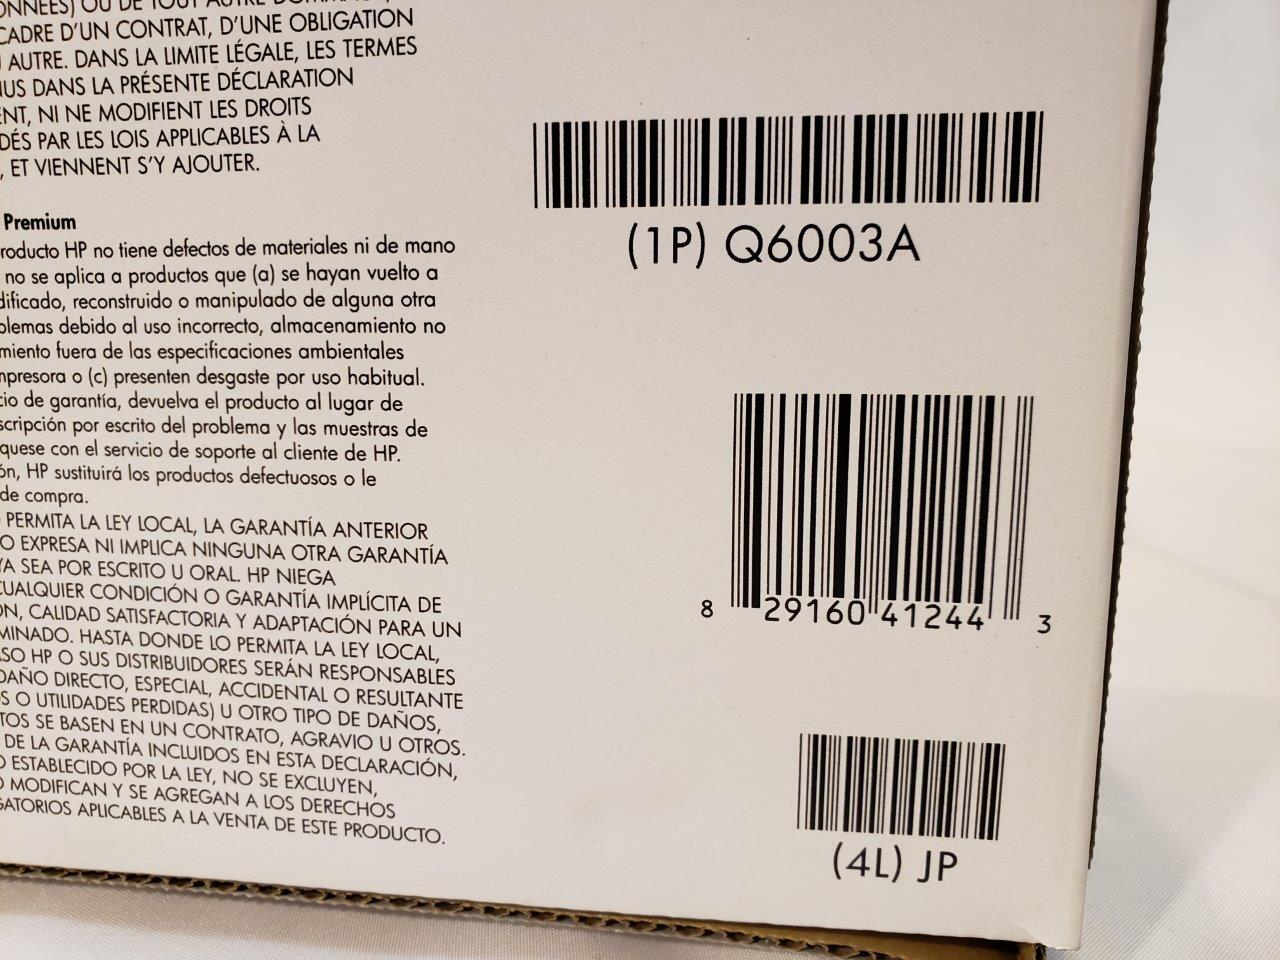 OU DE TOUT AUTRE
CADRE D'UN CONTRAT, D'UNE OBLIGATION
AUTRE. DANS LA LIMITE LÉGALE, LES TERMES
NUS DANS LA PRÉSENTE DÉCLARATION
ENT, NI NE MODIFIENT LES DROITS
DÉS PAR LES LOIS APPLICABLES À LA
, ET VIENNENT S'Y AJOUTER.
Premium
roducto HP no tiene defectos de materiales ni de mano
no se aplica a productos que (a) se hayan vuelto a
dificado, reconstruido o manipulado de alguna otra
blemas debido al uso incorrecto, almacenamiento no
miento fuera de las especificaciones ambientales
mpresora o (c) presenten desgaste por uso habitual.
cio de garantía, devuelva el producto al lugar de
scripción por escrito del problema y las muestras de
quese con el servicio de soporte al cliente de HP.
ón, HP sustituirá los productos defectuosos o le
de compra.
PERMITA LA LEY LOCAL, LA GARANTÍA ANTERIOR
O EXPRESA NI IMPLICA NINGUNA OTRA GARANTÍA
YA SEA POR ESCRITO U ORAL. HP NIEGA
CUALQUIER CONDICIÓN O GARANTÍA IMPLÍCITA DE
ÓN, CALIDAD SATISFACTORIA Y ADAPTACIÓN PARA UN
MINADO. HASTA DONDE LO PERMITA LA LEY LOCAL,
SO HP O SUS DISTRIBUIDORES SERÁN RESPONSABLES
DAÑO DIRECTO, ESPECIAL, ACCIDENTAL O RESULTANTE
S O UTILIDADES PERDIDAS) U OTRO TIPO DE DAÑOS,
TOS SE BASEN EN UN CONTRATO, AGRAVIO U OTROS.
DE LA GARANTÍA INCLUIDOS EN ESTA DECLARACIÓN,
O ESTABLECIDO POR LA LEY, NO SE EXCLUYEN,
O MODIFICAN Y SE AGREGAN A LOS DERECHOS
GATORIOS APLICABLES A LA VENTA DE ESTE PRODUCTO.
(1P) Q6003A
8 29160 41244 3
(4L) JP